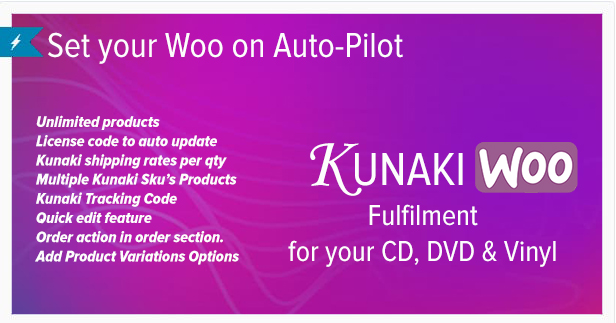 Set your Woo on Auto-Pilot
Unlimited products
License code to auto update
Kunaki shipping rates per qty
Multiple Kunaki Sku's Products
Kunaki Tracking Code
Quick edit feature
Order action in order section.
Add Product Variations Options
KUNAKI WOO
Fulfilment
for your CD, DVD & Vinyl